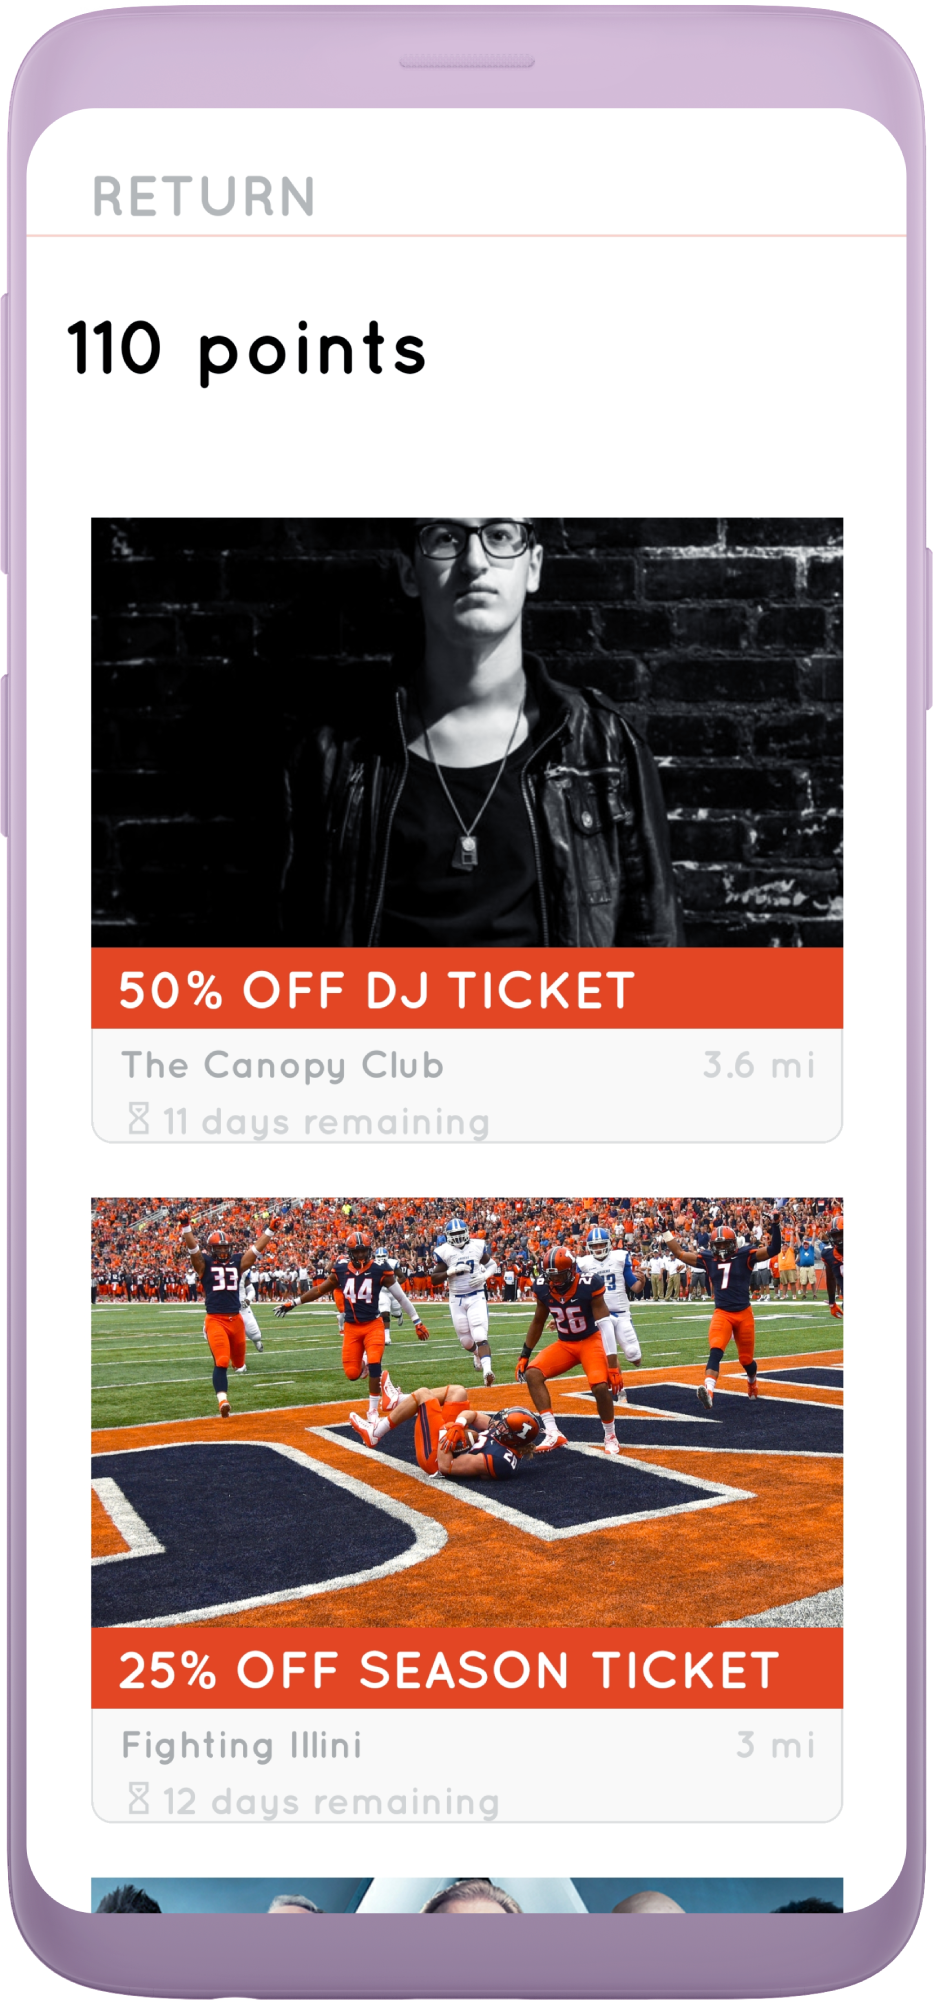 RETURN
110 points
50% OFF DJ TICKET
The Canopy Club
3.6 mi
11 days remaining
33
44
26
7
I
25% OFF SEASON TICKET
Fighting Illini
3 mi
12 days remaining